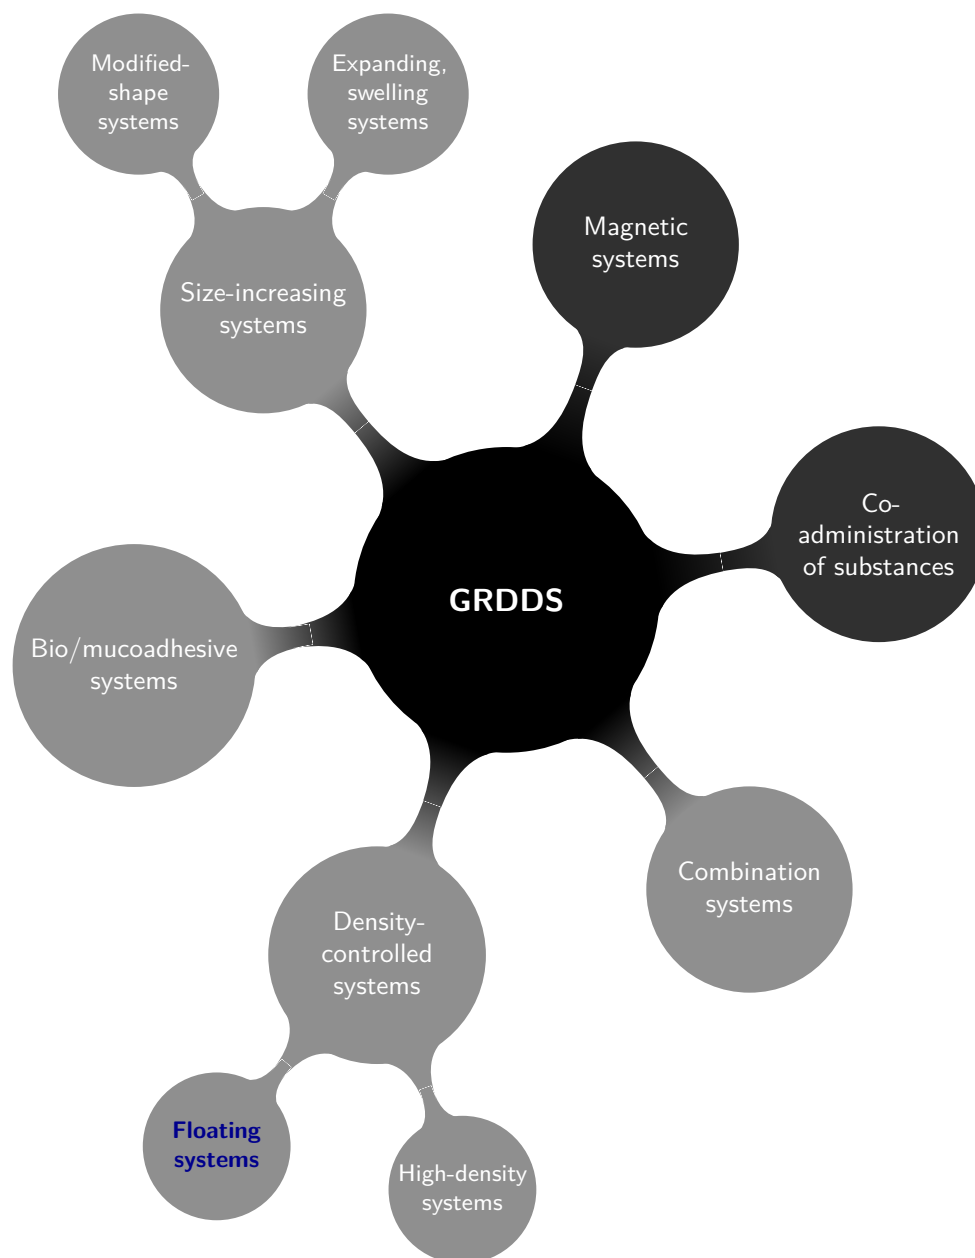 Modified-
shape
systems
Expanding,
swelling
systems
Magnetic
systems
Size-increasing
systems
Co-
administration
of substances
GRDDS
Bio/mucoadhesive
systems
Combination
systems
Density-
controlled
systems
Floating
systems
High-density
systems